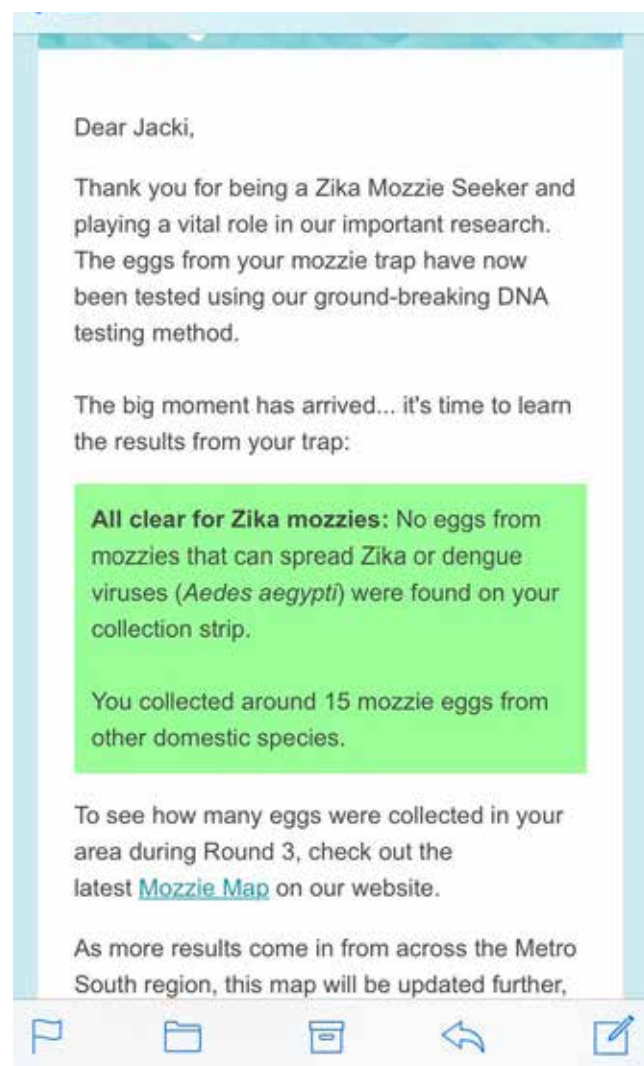 Dear Jacki,
Thank you for being a Zika Mozzie Seeker and
playing a vital role in our important research.
The eggs from your mozzie trap have now
been tested using our ground-breaking DNA
testing method.
The big moment has arrived... it's time to learn
the results from your trap:
All clear for Zika mozzies: No eggs from
mozzies that can spread Zika or dengue
viruses (Aedes aegypti) were found on your
collection strip.
You collected around 15 mozzie eggs from
other domestic species.
To see how many eggs were collected in your
area during Round 3, check out the
latest Mozzie Map on our website.
As more results come in from across the Metro
South region, this map will be updated further,